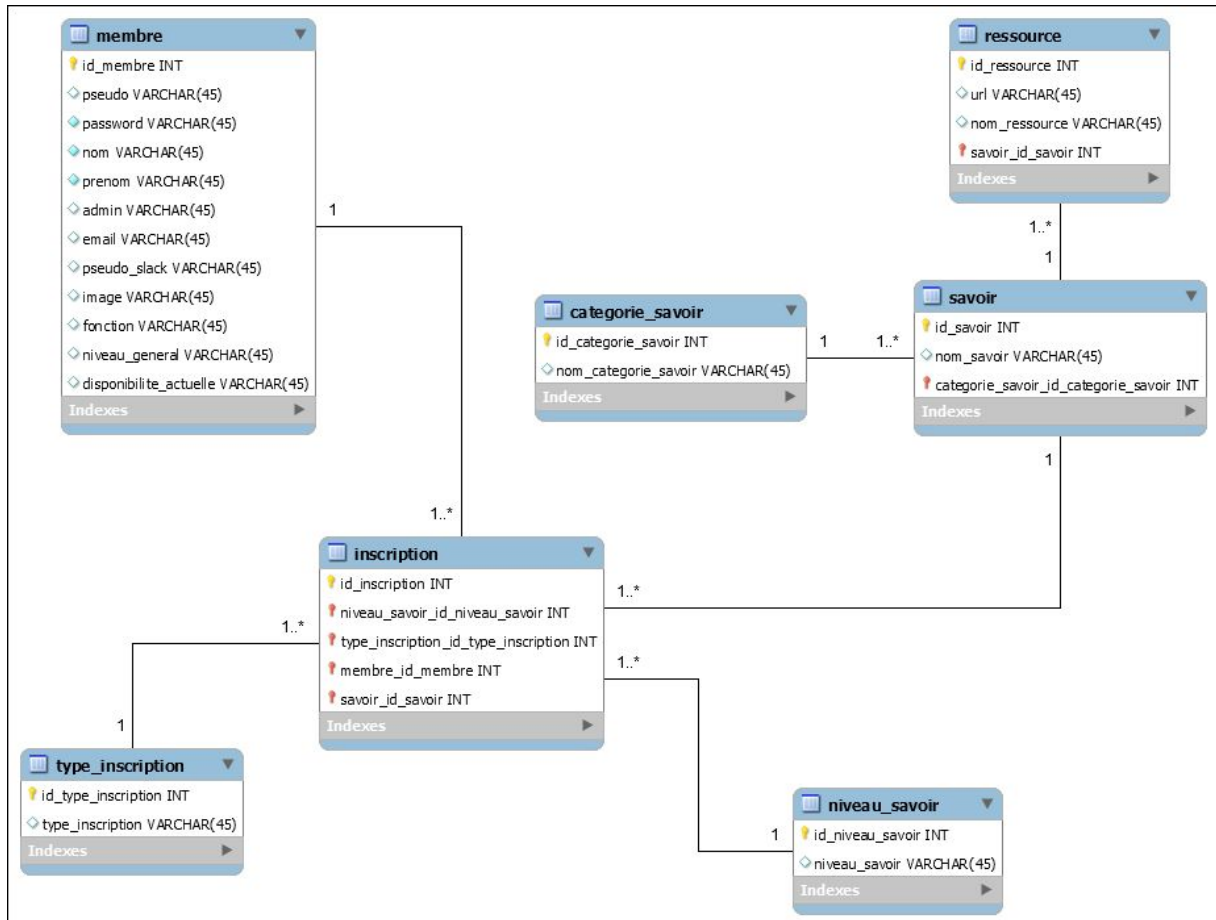 membre
id_membre INT
pseudo VARCHAR(45)
password VARCHAR(45)
nom VARCHAR(45)
prenom VARCHAR(45)
admin VARCHAR(45)
email VARCHAR(45)
pseudo_slack VARCHAR(45)
image VARCHAR(45)
fonction VARCHAR(45)
niveau_general VARCHAR(45)
disponibilite_actuelle VARCHAR(45)
Indexes
1
1..*
ressource
id_ressource INT
url VARCHAR(45)
nom_ressource VARCHAR(45)
savoir_id_savoir INT
Indexes
1..*
1
categorie_savoir
id_categorie_savoir INT
nom_categorie_savoir VARCHAR(45)
Indexes
1
1..*
savoir
id_savoir INT
nom_savoir VARCHAR(45)
categorie_savoir_id_categorie_savoir INT
Indexes
1
inscription
id_inscription INT
niveau_savoir_id_niveau_savoir INT
type_inscription_id_type_inscription INT
membre_id_membre INT
savoir_id_savoir INT
Indexes
1..*
1..*
1..*
1
type_inscription
id_type_inscription INT
type_inscription VARCHAR(45)
Indexes
1
niveau_savoir
id_niveau_savoir INT
niveau_savoir VARCHAR(45)
Indexes